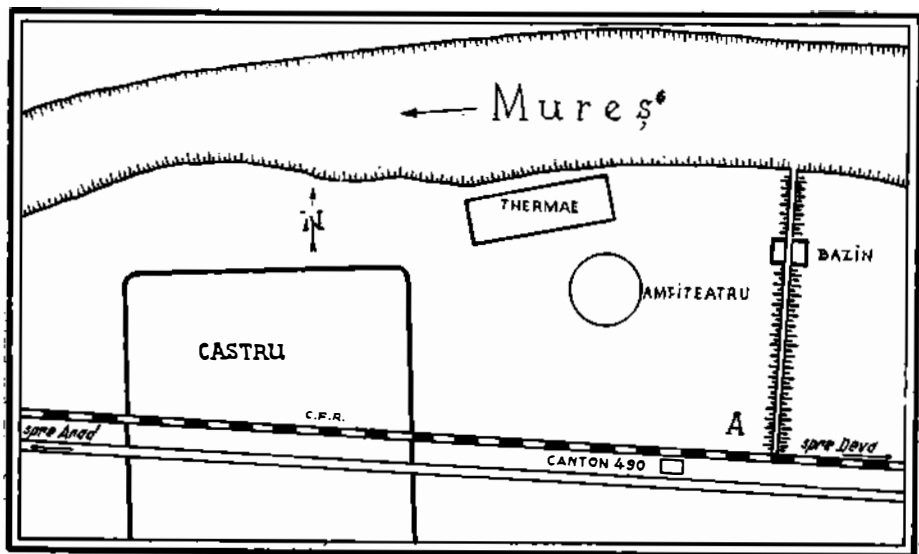 Mureș
N
THERMAE
BAZIN
AMFITEATRU
CASTRU
C.F.R.
A
spre Arad
spre Deva
CANTON 490